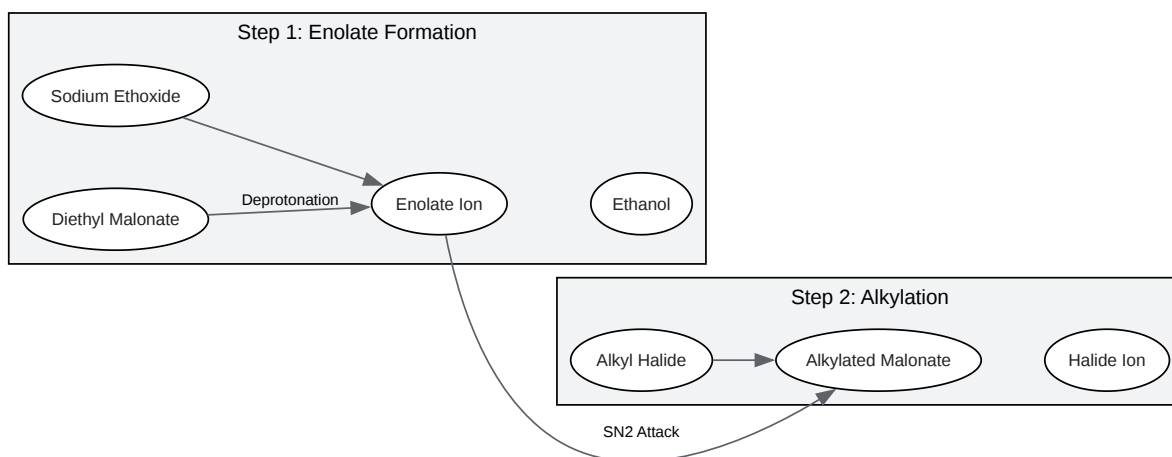 Step 1: Enolate Formation
Sodium Ethoxide
Diethyl Malonate
Deprotonation
Enolate Ion
Ethanol
Step 2: Alkylation
Alkyl Halide
Alkylated Malonate
Halide Ion
SN2 Attack